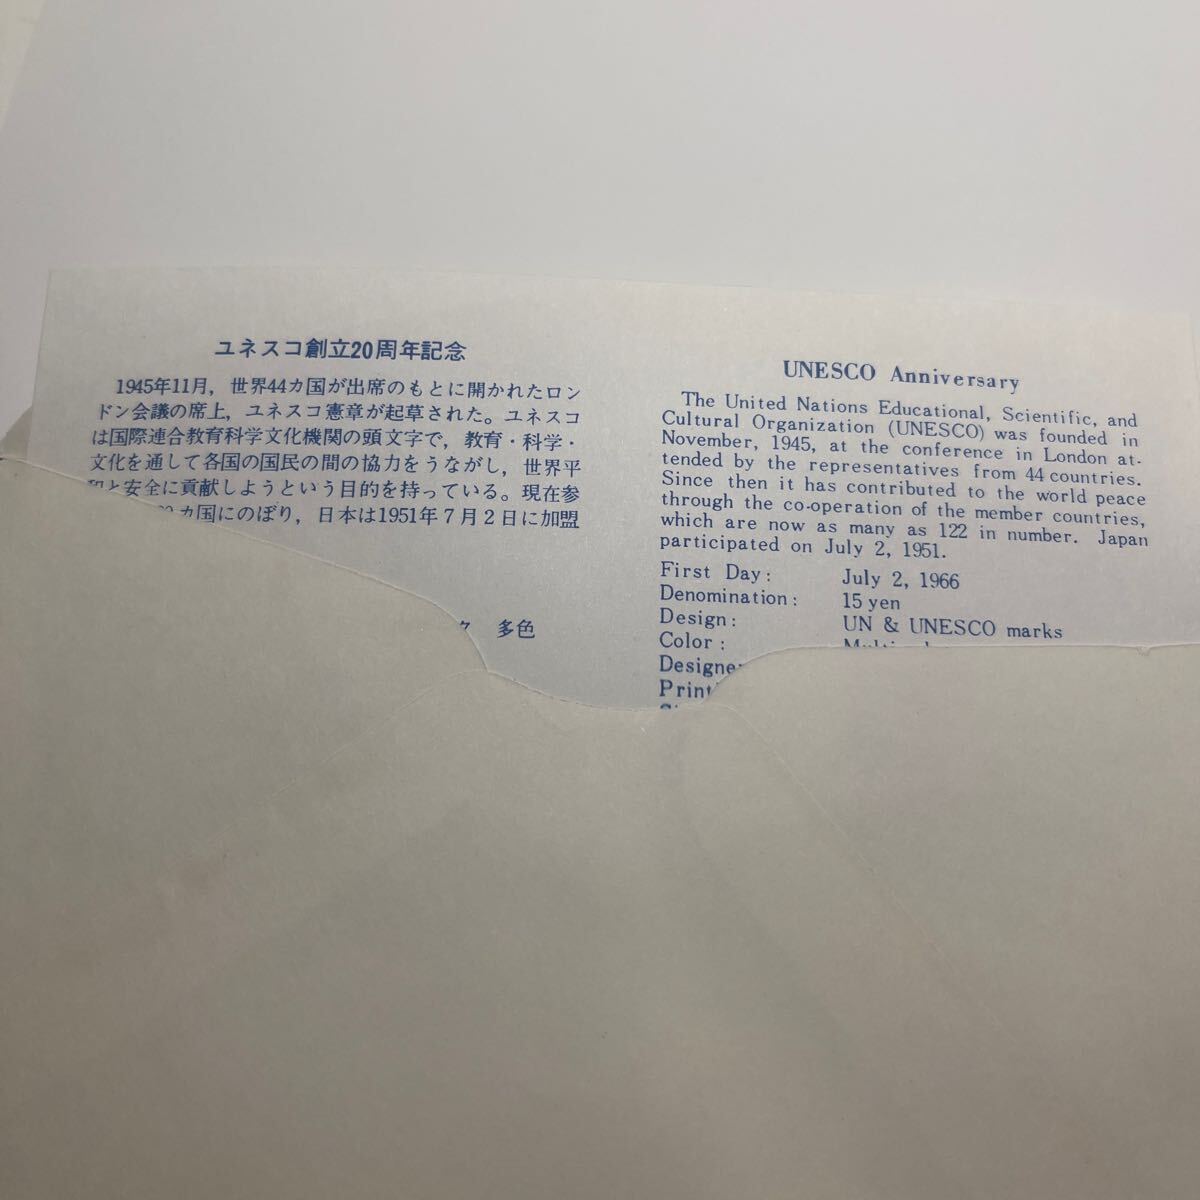 ユネスコ創立20周年記念
1945年11月，世界44カ国が出席のもとに開かれたロン
ドン会議の席上，ユネスコ憲章が起草された。ユネスコ
は国際連合教育科学文化機関の頭文字で，教育・科学・
文化を通して各国の国民の間の協力をうながし，世界平
和と安全に貢献しようという目的を持っている。現在参
カ国にのぼり，日本は1951年7月2日に加盟
多色
UNESCO Anniversary
The United Nations Educational, Scientific, and
Cultural Organization (UNESCO) was founded in
November, 1945, at the conference in London at-
tended by the representatives from 44 countries.
Since then it has contributed to the world peace
through the co-operation of the member countries,
which are now as many as 122 in number. Japan
participated on July 2, 1951.
First Day: July 2, 1966
Denomination: 15 yen
Design: UN & UNESCO marks
Color:
Designe
Print